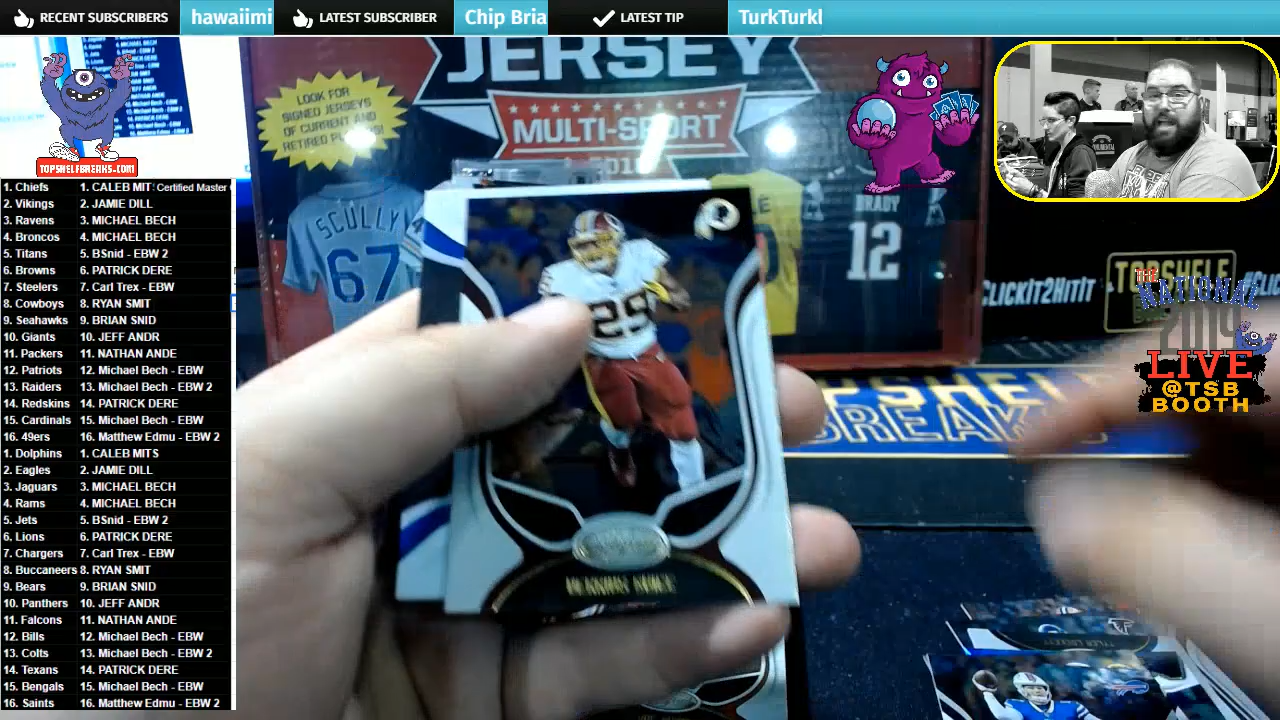 RECENT SUBSCRIBERS
hawaiimi
LATEST SUBSCRIBER
Chip Bria
LATEST TIP
TurkTurkl
JERSEY
MULTI-SPORT
LOOK FOR
SIGNED JERSEYS
OF CURRENT AND
SCULLY
67
BRADY
12
29
TOPSHELFBREAKS.COM
#CLICKIT2HITIT
TOPSHELF
TOPSHELF
BREAKS
THE
NATIONAL
2019
LIVE
@TSB
BOOTH
1. Chiefs 1. CALEB MIT: Certified Master
2. Vikings 2. JAMIE DILL
3. Ravens 3. MICHAEL BECH
4. Broncos 4. MICHAEL BECH
5. Titans 5. BSnid - EBW 2
6. Browns 6. PATRICK DERE
7. Steelers 7. Carl Trex - EBW
8. Cowboys 8. RYAN SMIT
9. Seahawks 9. BRIAN SNID
10. Giants 10. JEFF ANDR
11. Packers 11. NATHAN ANDE
12. Patriots 12. Michael Bech - EBW
13. Raiders 13. Michael Bech - EBW 2
14. Redskins 14. PATRICK DERE
15. Cardinals 15. Michael Bech - EBW
16. 49ers 16. Matthew Edmu - EBW 2
1. Dolphins 1. CALEB MITS
2. Eagles 2. JAMIE DILL
3. Jaguars 3. MICHAEL BECH
4. Rams 4. MICHAEL BECH
5. Jets 5. BSnid - EBW 2
6. Lions 6. PATRICK DERE
7. Chargers 7. Carl Trex - EBW
8. Buccaneers 8. RYAN SMIT
9. Bears 9. BRIAN SNID
10. Panthers 10. JEFF ANDR
11. Falcons 11. NATHAN ANDE
12. Bills 12. Michael Bech - EBW
13. Colts 13. Michael Bech - EBW 2
14. Texans 14. PATRICK DERE
15. Bengals 15. Michael Bech - EBW
16. Saints 16. Matthew Edmu - EBW 2
TYLER LOCKETT